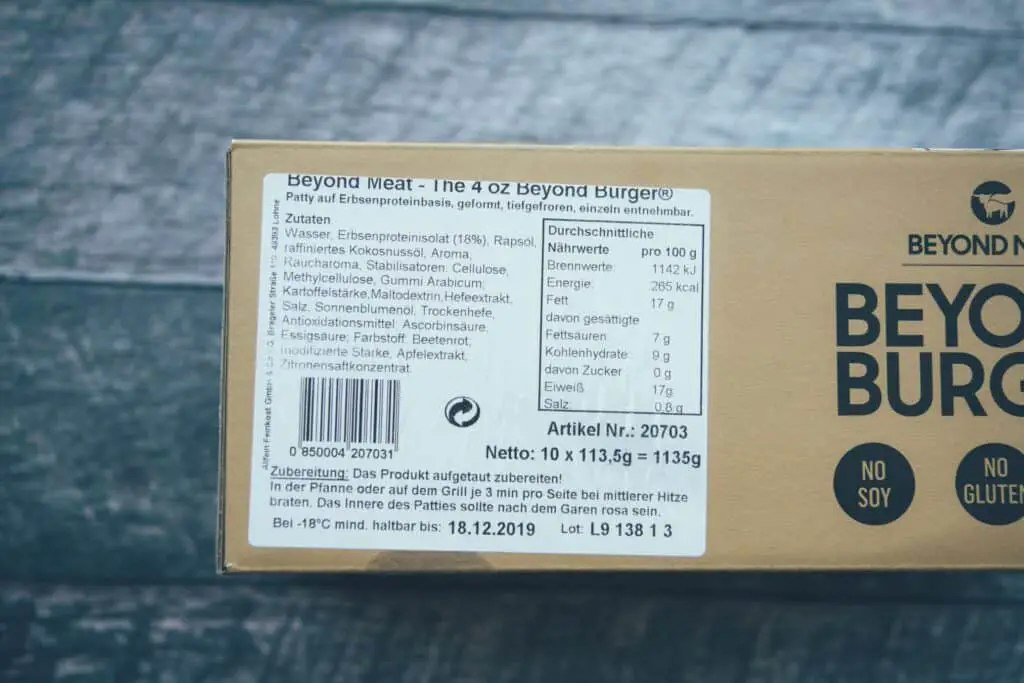 Beyond Meat - The 4 oz Beyond Burger®
Patty auf Erbsenproteinbasis, geformt, tiefgefroren, einzeln entnehmbar.
Zutaten
Wasser, Erbsenproteinisolat (18%), Rapsöl,
raffiniertes Kokosnussöl, Aroma,
Raucharoma, Stabilisatoren: Cellulose,
Methylcellulose, Gummi Arabicum;
Kartoffelstärke, Maltodextrin, Hefeextrakt,
Salz, Sonnenblumenöl, Trockenhefe,
Antioxidationsmittel: Ascorbinsäure,
Essigsäure; Farbstoff: Beetenrot;
modifizierte Stärke, Apfelextrakt,
Zitronensaftkonzentrat.
Durchschnittliche
Nährwerte pro 100 g
Brennwerte: 1142 kJ
Energie: 265 kcal
Fett 17 g
davon gesättigte
Fettsäuren 7 g
Kohlenhydrate 9 g
davon Zucker 0 g
Eiweiß 17g
Salz: 0,8 g
0 850004 207031
Artikel Nr.: 20703
Netto: 10 x 113,5g = 1135g
Zubereitung: Das Produkt aufgetaut zubereiten!
In der Pfanne oder auf dem Grill je 3 min pro Seite bei mittlerer Hitze
braten. Das Innere des Patties sollte nach dem Garen rosa sein.
Bei -18°C mind. haltbar bis: 18.12.2019 Lot: L9 138 1 3
Feinkost GmbH & Brägeler Straße 49393 Lohne
BEYOND M
BEYO
BURG
NO
SOY
NO
GLUTEN